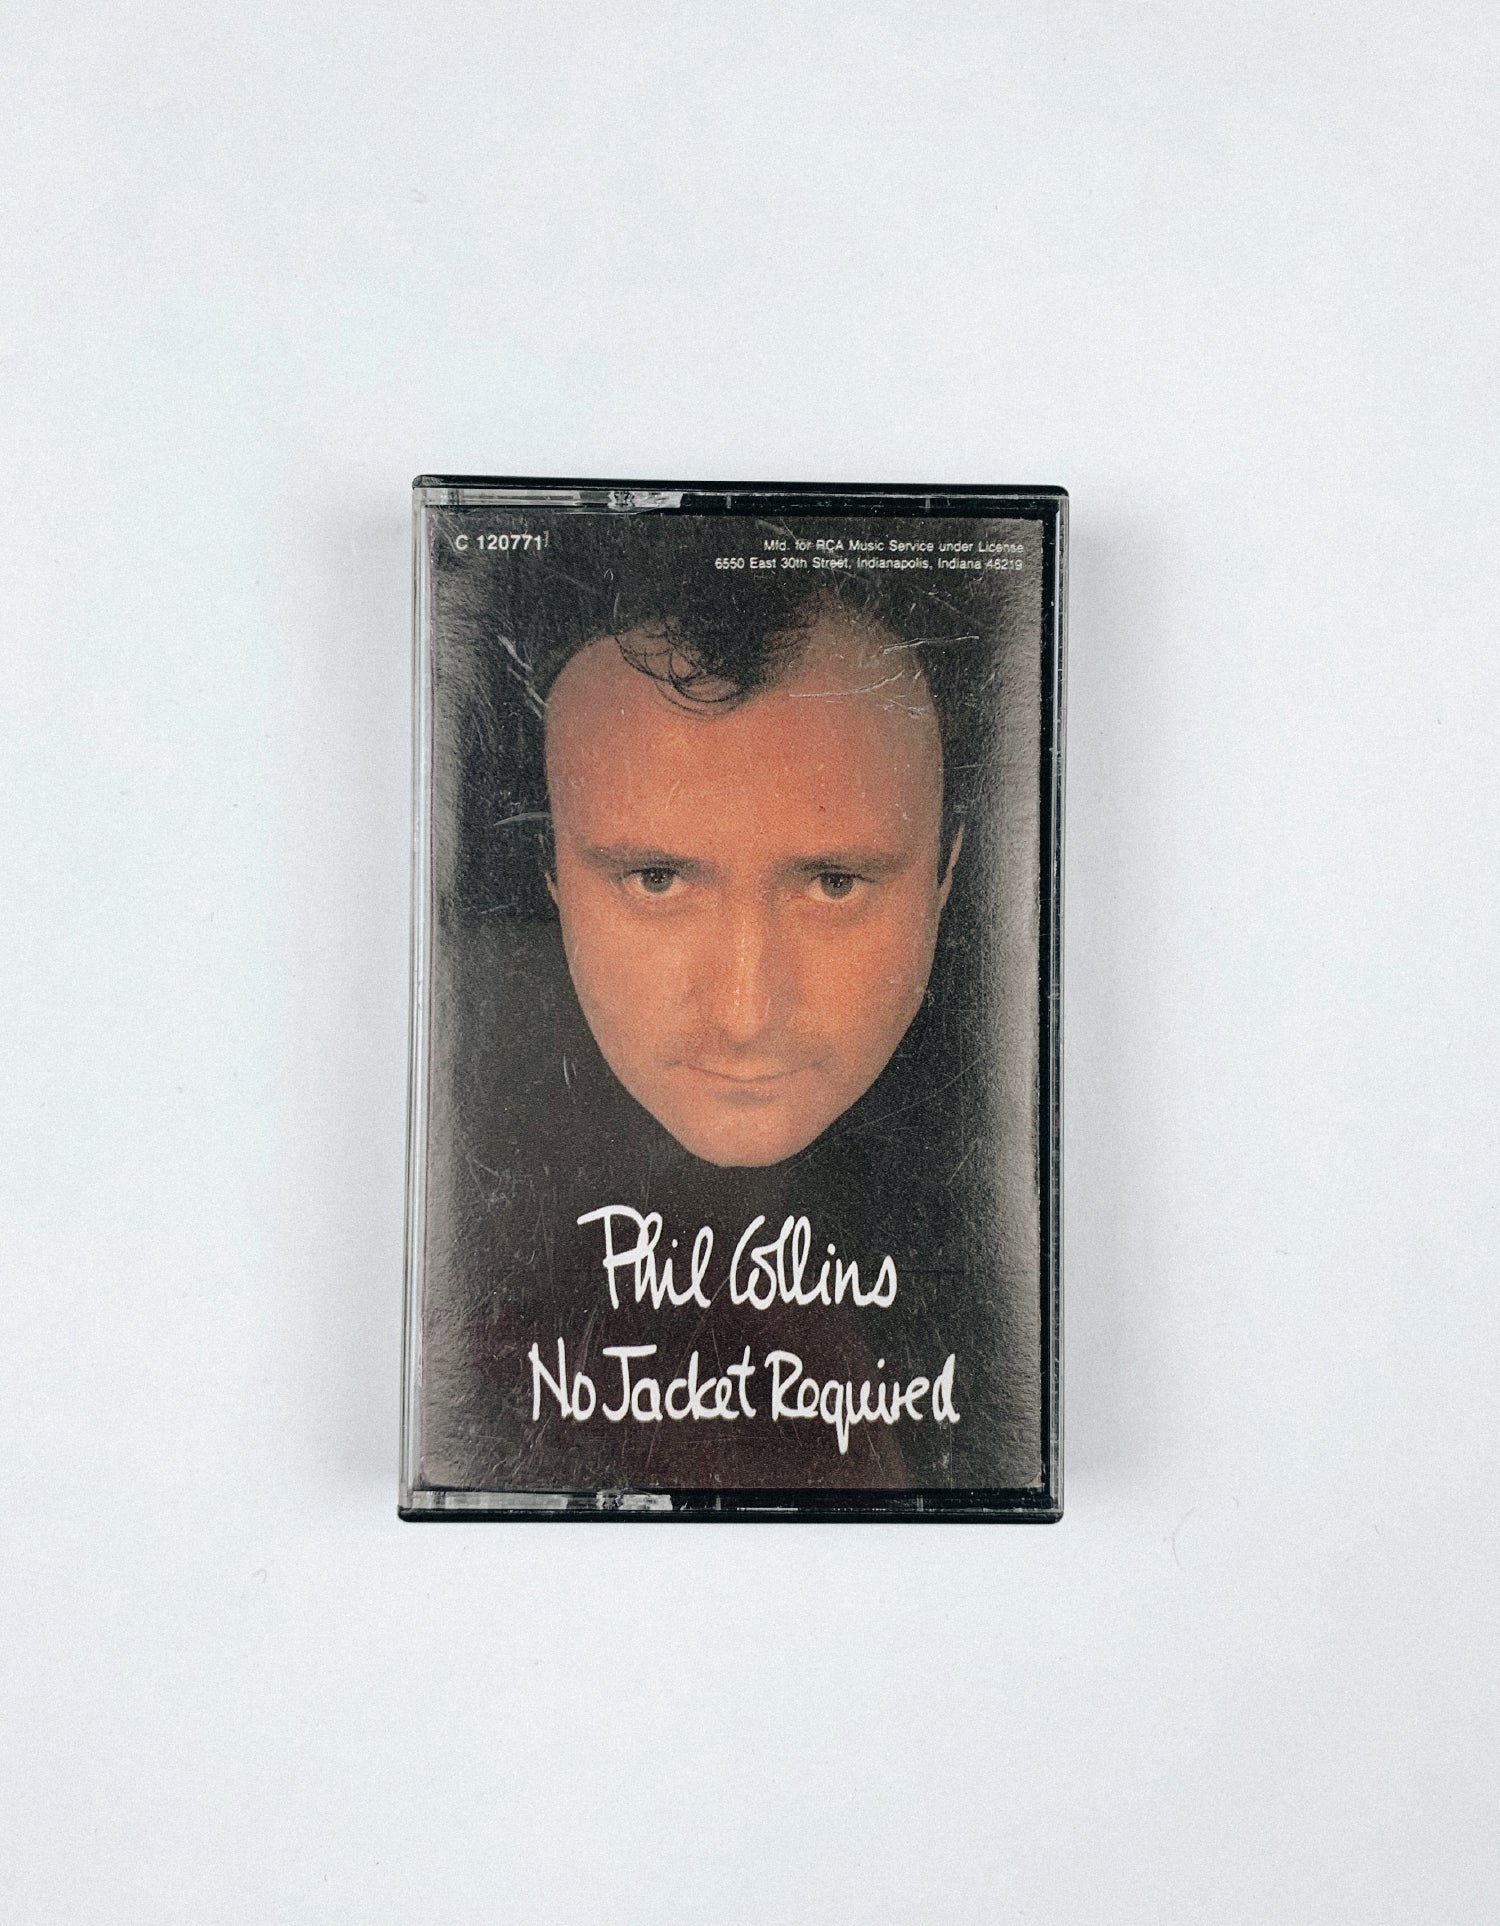 C 120771
Mfd. for RCA Music Service under License
6550 East 30th Street, Indianapolis, Indiana 46219
Phil Collins
No Jacket Required